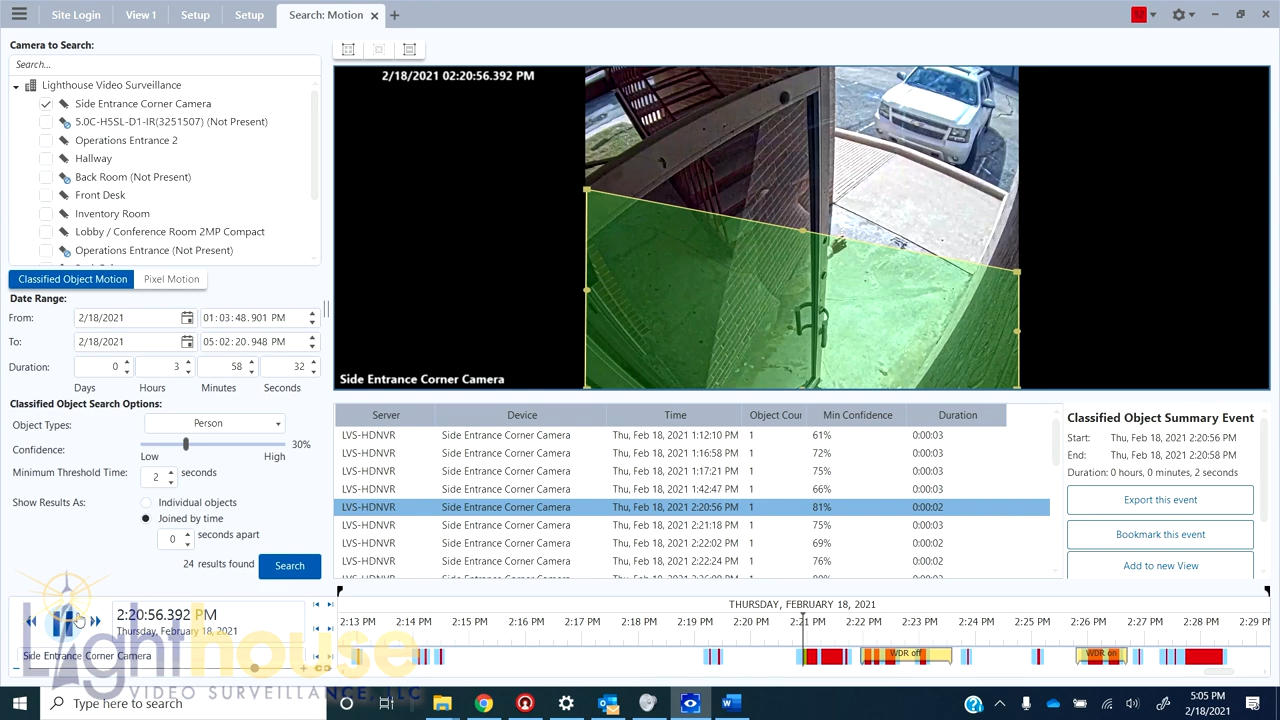 Site Login View 1 Setup Setup Search: Motion
Camera to Search:
Search...
Lighthouse Video Surveillance
Side Entrance Corner Camera
5.0C-H5SL-D1-IR(3251507) (Not Present)
Operations Entrance 2
Hallway
Back Room (Not Present)
Front Desk
Inventory Room
Lobby / Conference Room 2MP Compact
Operations Entrance (Not Present)
Classified Object Motion Pixel Motion
Date Range:
From: 2/18/2021 01:03:48.901 PM
To: 2/18/2021 05:02:20.948 PM
Duration: 0 3 58 32
Days Hours Minutes Seconds
Classified Object Search Options:
Object Types: Person
Confidence: 30%
Low High
Minimum Threshold Time: 2 seconds
Show Results As: Individual objects
Joined by time
0 seconds apart
24 results found Search
2/18/2021 02:20:56.392 PM
Side Entrance Corner Camera
Server Device Time Object Cour Min Confidence Duration
LVS-HDNVR Side Entrance Corner Camera Thu, Feb 18, 2021 1:12:10 PM 1 61% 0:00:03
LVS-HDNVR Side Entrance Corner Camera Thu, Feb 18, 2021 1:16:58 PM 1 72% 0:00:03
LVS-HDNVR Side Entrance Corner Camera Thu, Feb 18, 2021 1:17:21 PM 1 75% 0:00:03
LVS-HDNVR Side Entrance Corner Camera Thu, Feb 18, 2021 1:42:47 PM 1 66% 0:00:03
LVS-HDNVR Side Entrance Corner Camera Thu, Feb 18, 2021 2:20:56 PM 1 81% 0:00:02
LVS-HDNVR Side Entrance Corner Camera Thu, Feb 18, 2021 2:21:18 PM 1 75% 0:00:03
LVS-HDNVR Side Entrance Corner Camera Thu, Feb 18, 2021 2:22:02 PM 1 69% 0:00:02
LVS-HDNVR Side Entrance Corner Camera Thu, Feb 18, 2021 2:22:24 PM 1 76% 0:00:03
Classified Object Summary Event
Start: Thu, Feb 18, 2021 2:20:56 PM
End: Thu, Feb 18, 2021 2:20:58 PM
Duration: 0 hours, 0 minutes, 2 seconds
Export this event
Bookmark this event
Add to new View
2:20:56.392 PM
Thursday, February 18, 2021
Side Entrance Corner Camera
Lighthouse
VIDEO SURVEILLANCE, LLC
THURSDAY, FEBRUARY 18, 2021
2:13 PM 2:14 PM 2:15 PM 2:16 PM 2:17 PM 2:18 PM 2:19 PM 2:20 PM 2:21 PM 2:22 PM 2:23 PM 2:24 PM 2:25 PM 2:26 PM 2:27 PM 2:28 PM 2:29 P
WDR off WDR on
Type here to search
5:05 PM
2/18/2021